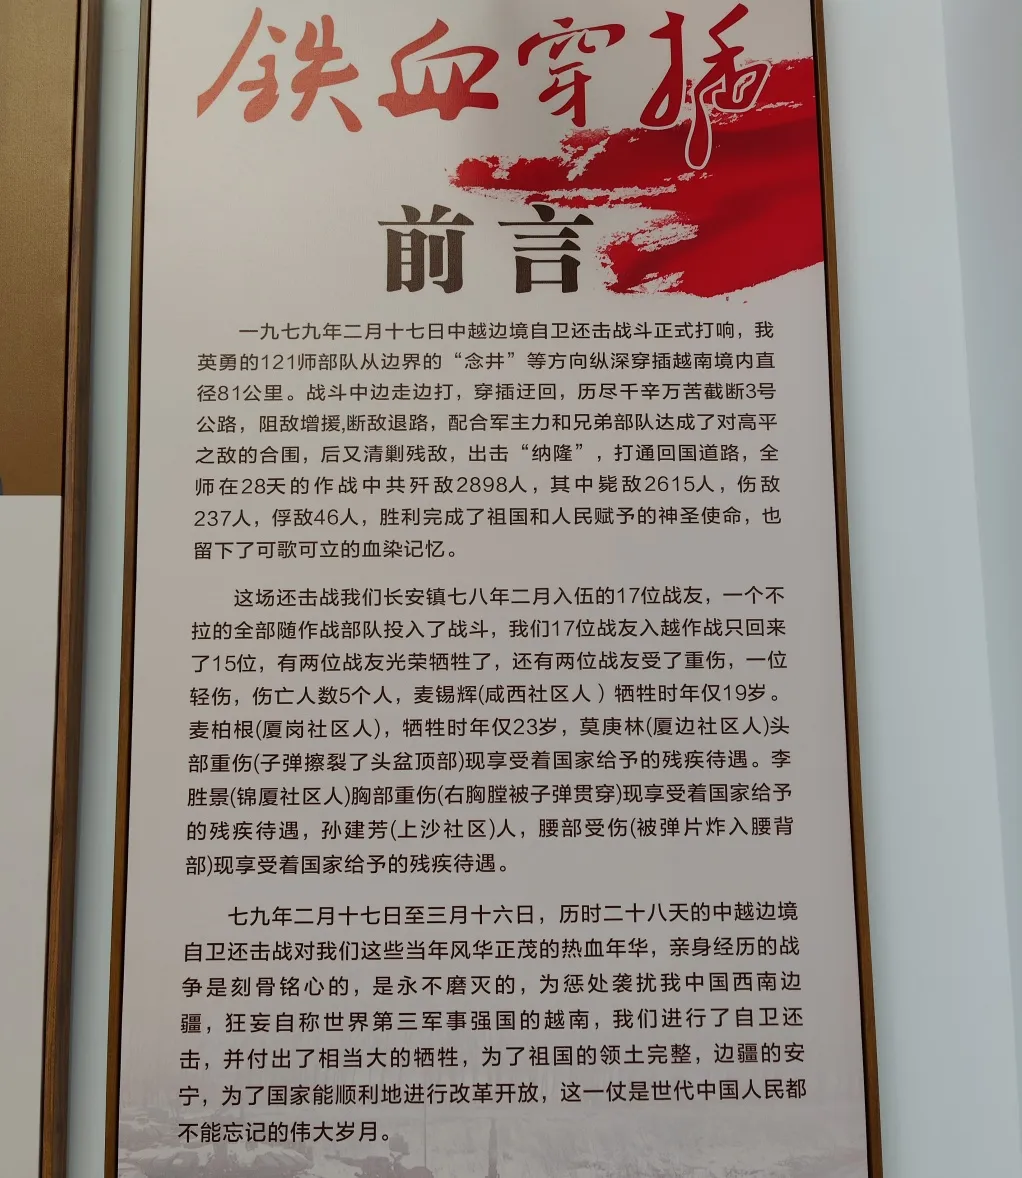 铁血穿插
前言
一九七九年二月十七日中越边境自卫还击战斗正式打响，我
英勇的121师部队从边界的“念井”等方向纵深穿插越南境内直
径81公里。战斗中边走边打，穿插迂回，历尽千辛万苦截断3号
公路，阻敌增援,断敌退路，配合军主力和兄弟部队达成了对高平
之敌的合围，后又清剿残敌，出击“纳隆”，打通回国道路，全
师在28天的作战中共歼敌2898人，其中毙敌2615人，伤敌
237人，俘敌46人，胜利完成了祖国和人民赋予的神圣使命，也
留下了可歌可立的血染记忆。
这场还击战我们长安镇七八年二月入伍的17位战友，一个不
拉的全部随作战部队投入了战斗，我们17位战友入越作战只回来
了15位，有两位战友光荣牺牲了，还有两位战友受了重伤，一位
轻伤，伤亡人数5个人，麦锡辉(咸西社区人）牺牲时年仅19岁。
麦柏根(厦岗社区人)，牺牲时年仅23岁，莫庚林(厦边社区人)头
部重伤(子弹擦裂了头盆顶部)现享受着国家给予的残疾待遇。李
胜景(锦厦社区人)胸部重伤(右胸膛被子弹贯穿)现享受着国家给予
的残疾待遇，孙建芳(上沙社区)人，腰部受伤(被弹片炸入腰背
部)现享受着国家给予的残疾待遇。
七九年二月十七日至三月十六日，历时二十八天的中越边境
自卫还击战对我们这些当年风华正茂的热血年华，亲身经历的战
争是刻骨铭心的，是永不磨灭的，为惩处袭扰我中国西南边
疆，狂妄自称世界第三军事强国的越南，我们进行了自卫还
击，并付出了相当大的牺牲，为了祖国的领土完整，边疆的安
宁，为了国家能顺利地进行改革开放，这一仗是世代中国人民都
不能忘记的伟大岁月。